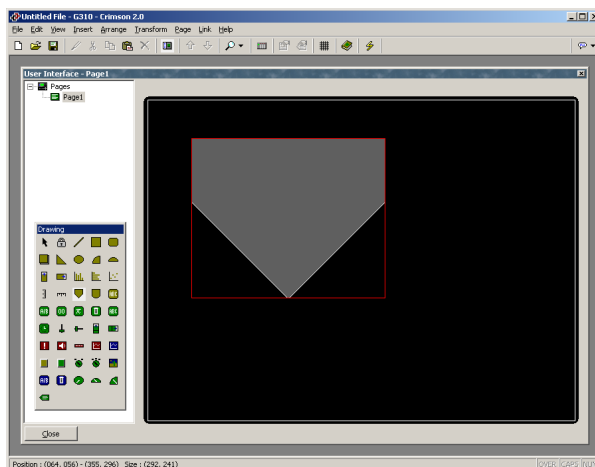 Untitled File - G310 - Crimson 2.0
File Edit View Insert Arrange Transform Page Link Help
User Interface - Page1
Pages
Page1
Drawing
Close
Position : (064, 056) - (355, 296) Size : (292, 241)
OVER CAPS NUM